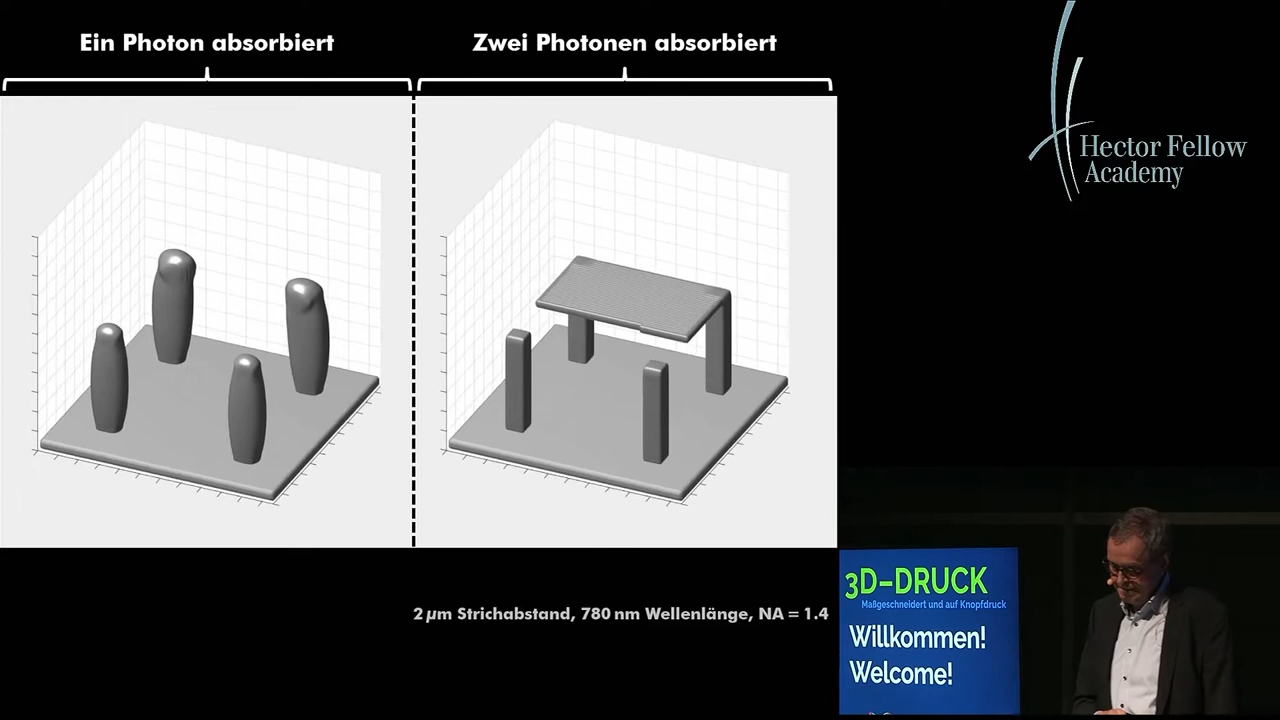 Ein Photon absorbiert
Zwei Photonen absorbiert
Hector Fellow
Academy
2 µm Strichabstand, 780 nm Wellenlänge, NA = 1.4
3D-DRUCK
Maßgeschneidert und auf Knopfdruck
Willkommen!
Welcome!